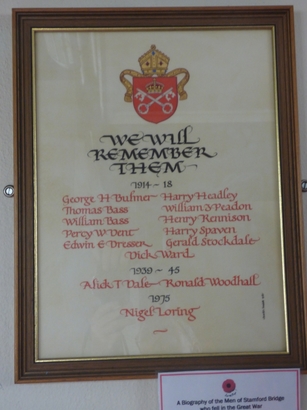 WE WILL
REMEMBER
THEM
1914 - 18
George H Bulmer Harry Headley
Thomas Bass William J Peadon
William Bass Henry Rennison
Percy W Dent Harry Spaven
Edwin E Dresser Gerald Stockdale
Dick Ward
1939 - 45
Alick T Dale Ronald Woodhall
1975
Nigel Loring
A Biography of the Men of Stamford Bridge
who fell in the Great War